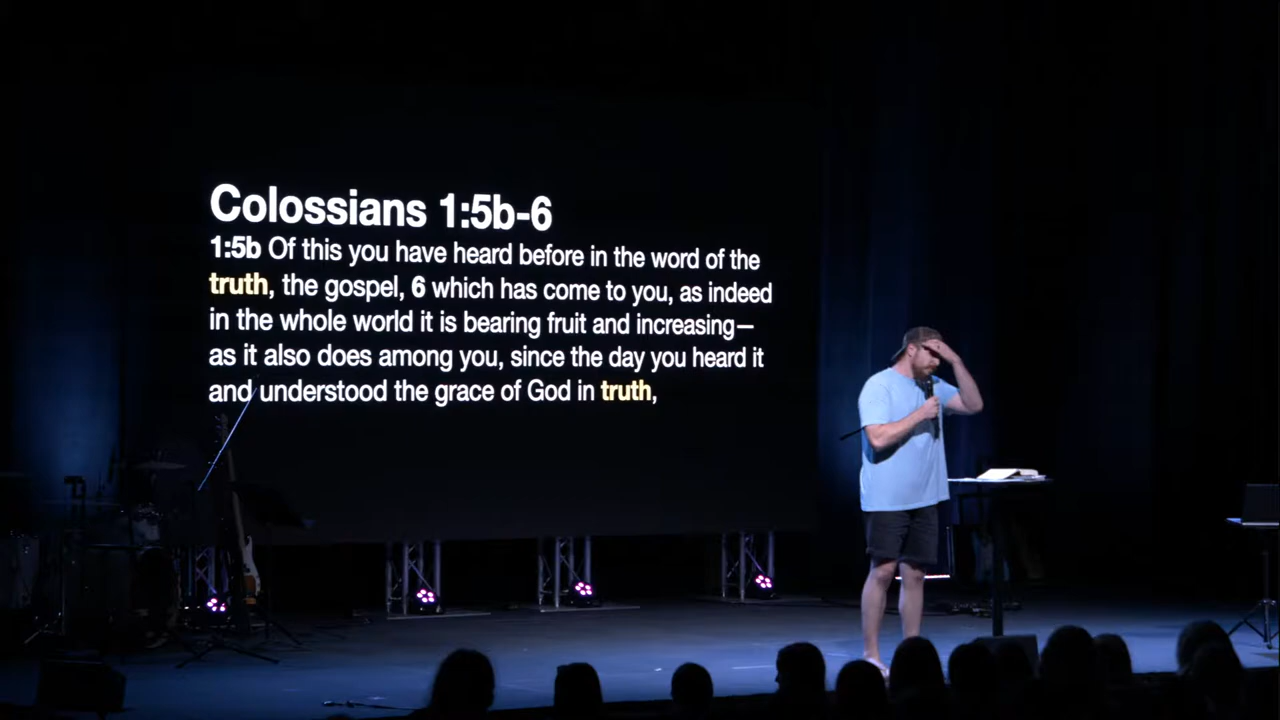 Colossians 1:5b-6
1:5b Of this you have heard before in the word of the
truth, the gospel, 6 which has come to you, as indeed
in the whole world it is bearing fruit and increasing—
as it also does among you, since the day you heard it
and understood the grace of God in truth,